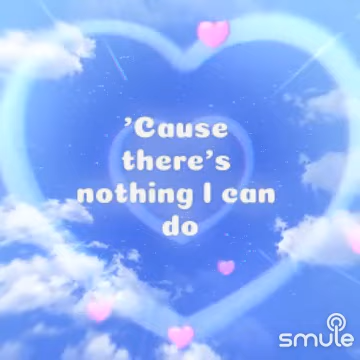 ’Cause
there’s
nothing I can
do
smule